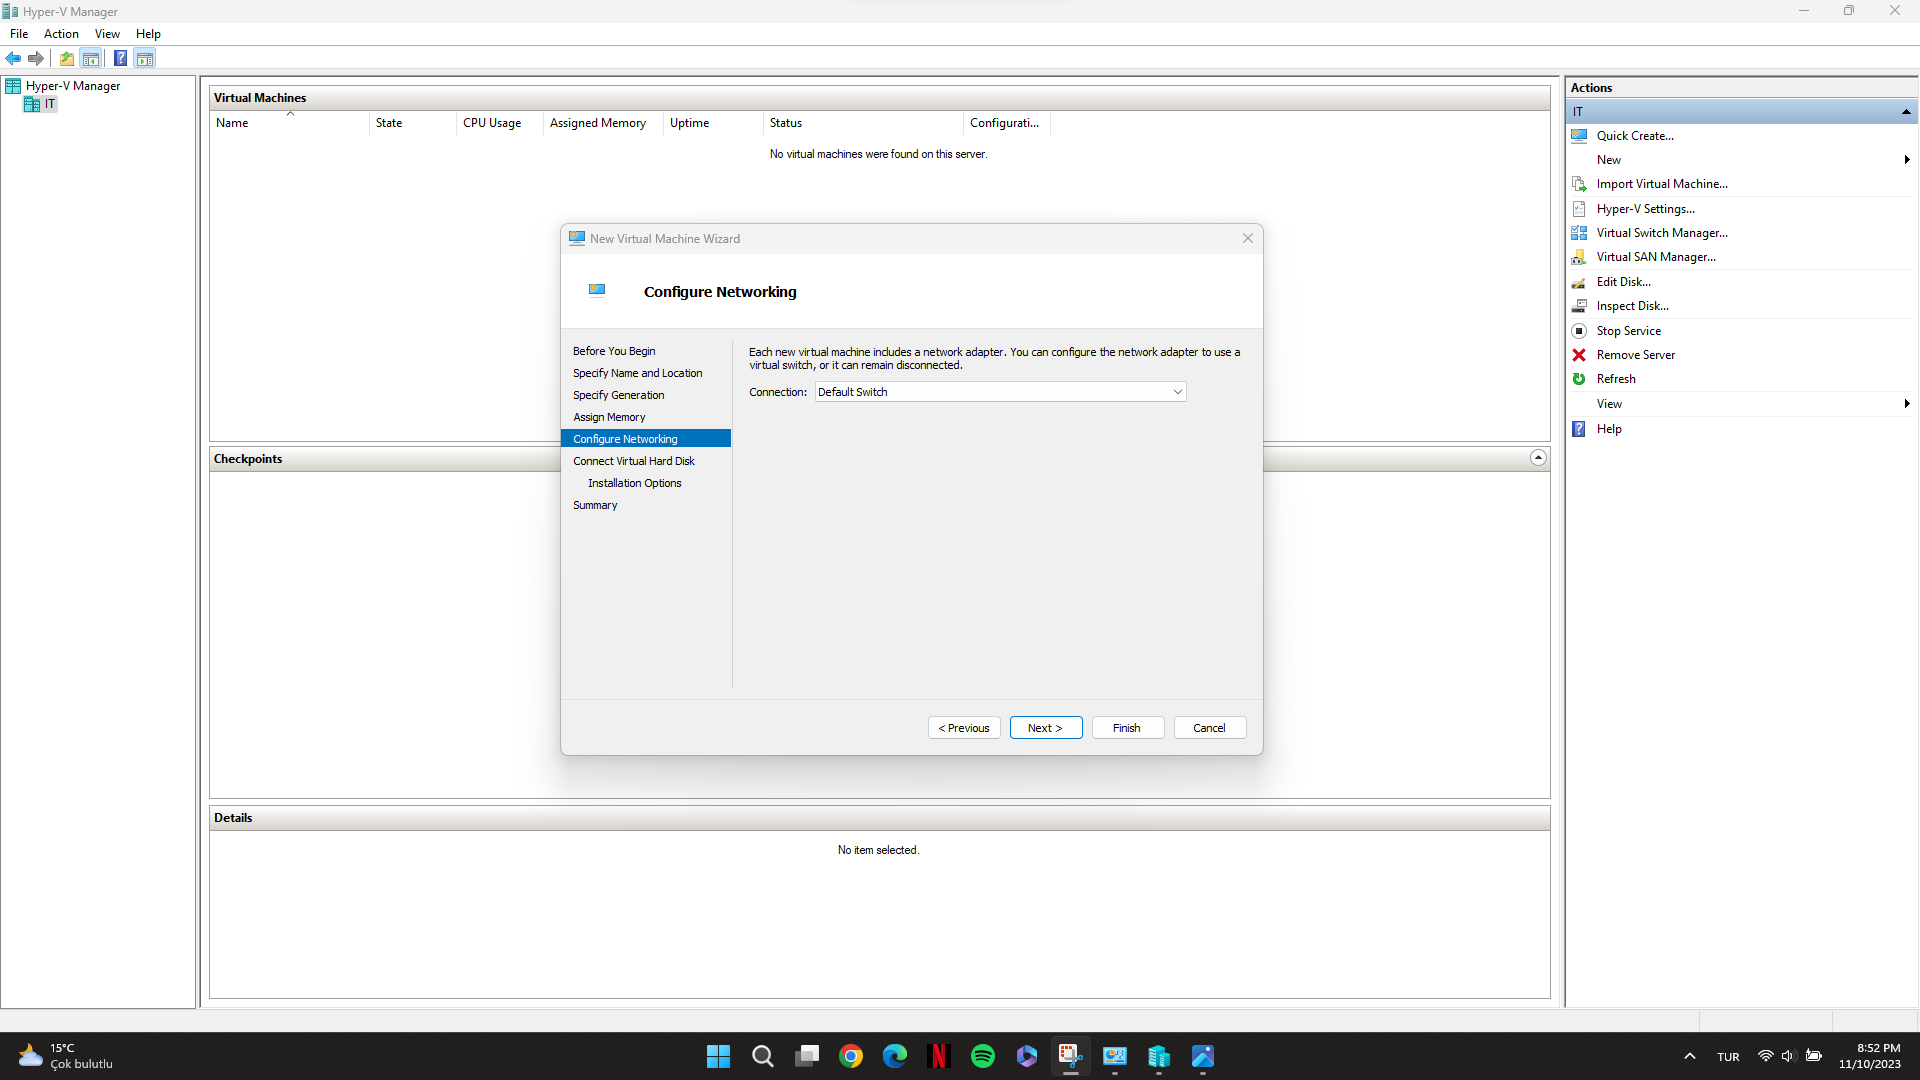 Hyper-V Manager
File Action View Help
Hyper-V Manager
IT
Virtual Machines
Name State CPU Usage Assigned Memory Uptime Status Configurati...
No virtual machines were found on this server.
New Virtual Machine Wizard
Configure Networking
Before You Begin
Specify Name and Location
Specify Generation
Assign Memory
Configure Networking
Connect Virtual Hard Disk
Installation Options
Summary
Each new virtual machine includes a network adapter. You can configure the network adapter to use a
virtual switch, or it can remain disconnected.
Connection: Default Switch
< Previous Next > Finish Cancel
Checkpoints
Details
No item selected.
Actions
IT
Quick Create...
New
Import Virtual Machine...
Hyper-V Settings...
Virtual Switch Manager...
Virtual SAN Manager...
Edit Disk...
Inspect Disk...
Stop Service
Remove Server
Refresh
View
Help
15°C
Çok bulutlu
TUR
8:52 PM
11/10/2023